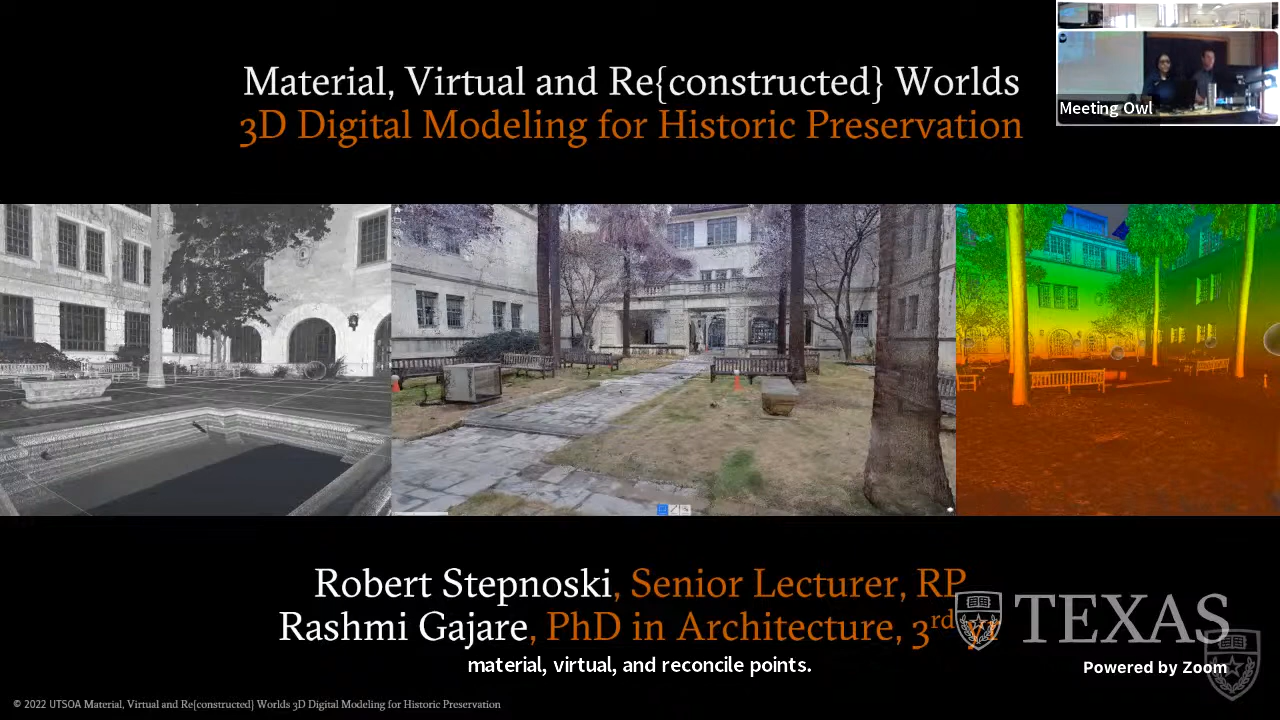 Material, Virtual and Re{constructed} Worlds
3D Digital Modeling for Historic Preservation
Meeting Owl
Robert Stepnoski, Senior Lecturer, RP
Rashmi Gajare, PhD in Architecture, 3rd
TEXAS
material, virtual, and reconcile points.
Powered by Zoom
© 2022 UTSOA Material, Virtual and Re{constructed} Worlds 3D Digital Modeling for Historic Preservation